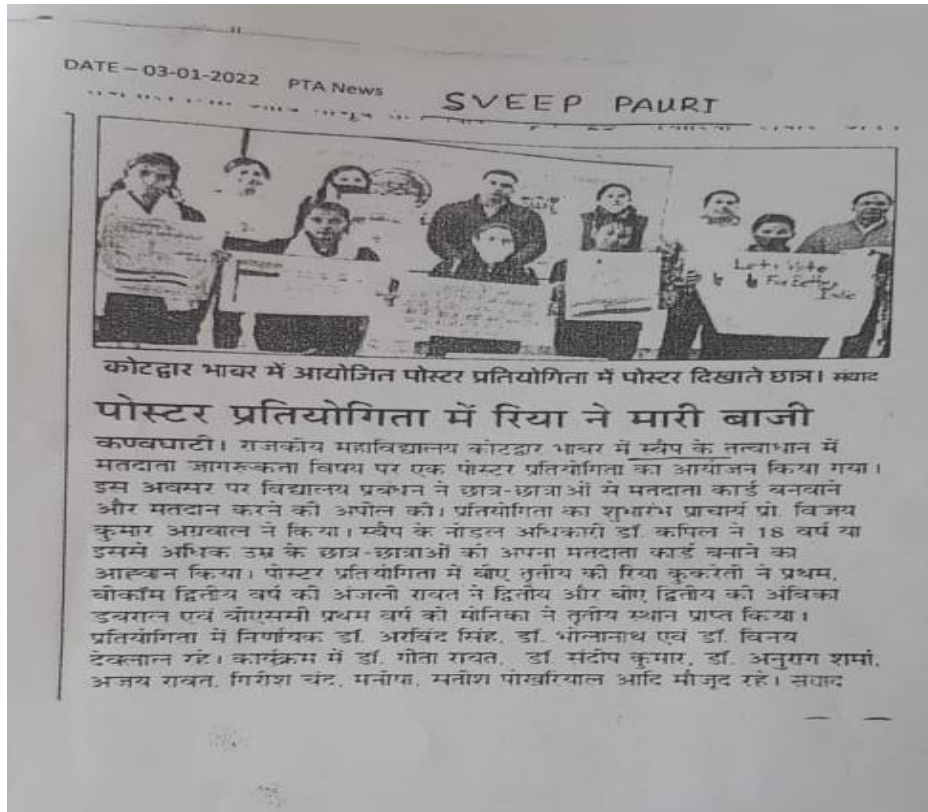 DATE – 03-01-2022 PTA News
SVEEP PAURI
Let's Vote
For Better
कोटद्वार भाबर में आयोजित पोस्टर प्रतियोगिता में पोस्टर दिखाते छात्र। संवाद
पोस्टर प्रतियोगिता में रिया ने मारी बाजी
कण्वघाटी। राजकीय महाविद्यालय कोटद्वार भाबर में स्वीप के तत्वाधान में
मतदाता जागरूकता विषय पर एक पोस्टर प्रतियोगिता का आयोजन किया गया।
इस अवसर पर विद्यालय प्रबंधन ने छात्र-छात्राओं से मतदाता कार्ड बनवाने
और मतदान करने की अपील की। प्रतियोगिता का शुभारंभ प्राचार्य प्रो. विजय
कुमार अग्रवाल ने किया। स्वीप के नोडल अधिकारी डॉ. कपिल ने 18 वर्ष या
इससे अधिक उम्र के छात्र-छात्राओं को अपना मतदाता कार्ड बनाने का
आह्वान किया। पोस्टर प्रतियोगिता में बीए तृतीय की रिया कुकरेती ने प्रथम,
बीकॉम द्वितीय वर्ष की अंजली रावत ने द्वितीय और बीए द्वितीय की अंबिका
डबराल एवं बीएससी प्रथम वर्ष की मोनिका ने तृतीय स्थान प्राप्त किया।
प्रतियोगिता में निर्णायक डॉ. अरविंद सिंह, डॉ. भोलानाथ एवं डॉ. विनय
देवलाल रहे। कार्यक्रम में डॉ. गीता रावत, डॉ. संदीप कुमार, डॉ. अनुराग शर्मा,
अजय रावत, गिरीश चंद, मनीषा, सतीश पोखरियाल आदि मौजूद रहे। संवाद